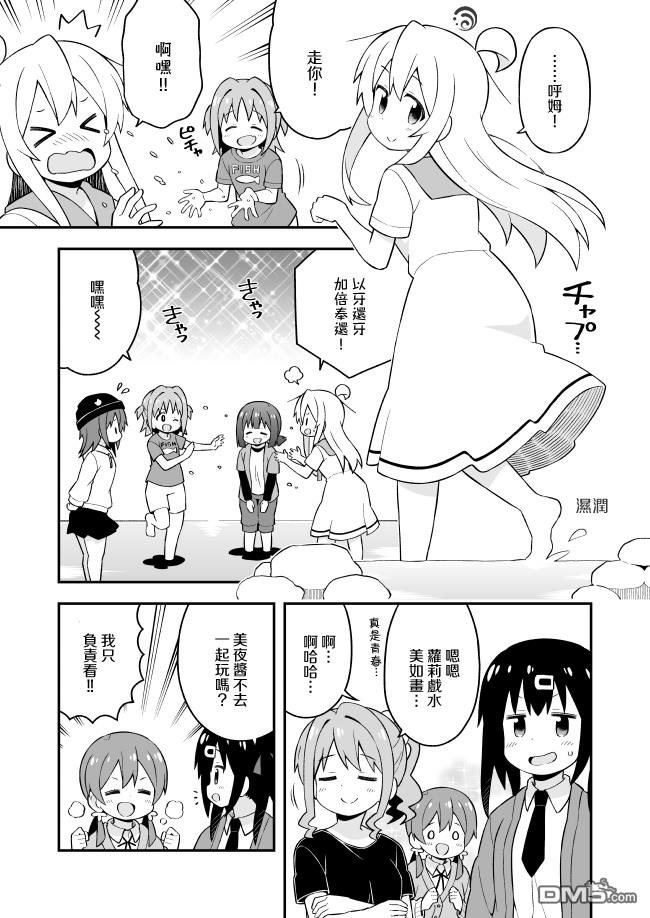 ……呼姆！
走你！
啊嘿!!
ピチャ
FISH
チャプ…
濕潤
以牙還牙
加倍奉還！
嘿嘿～～
きゃっ
きゃっ
FISH
嗯嗯
蘿莉戲水
美如畫…
真是青春…
啊…
啊哈哈…
美夜醬不去
一起玩嗎？
我只
負責看!!
DM5.com